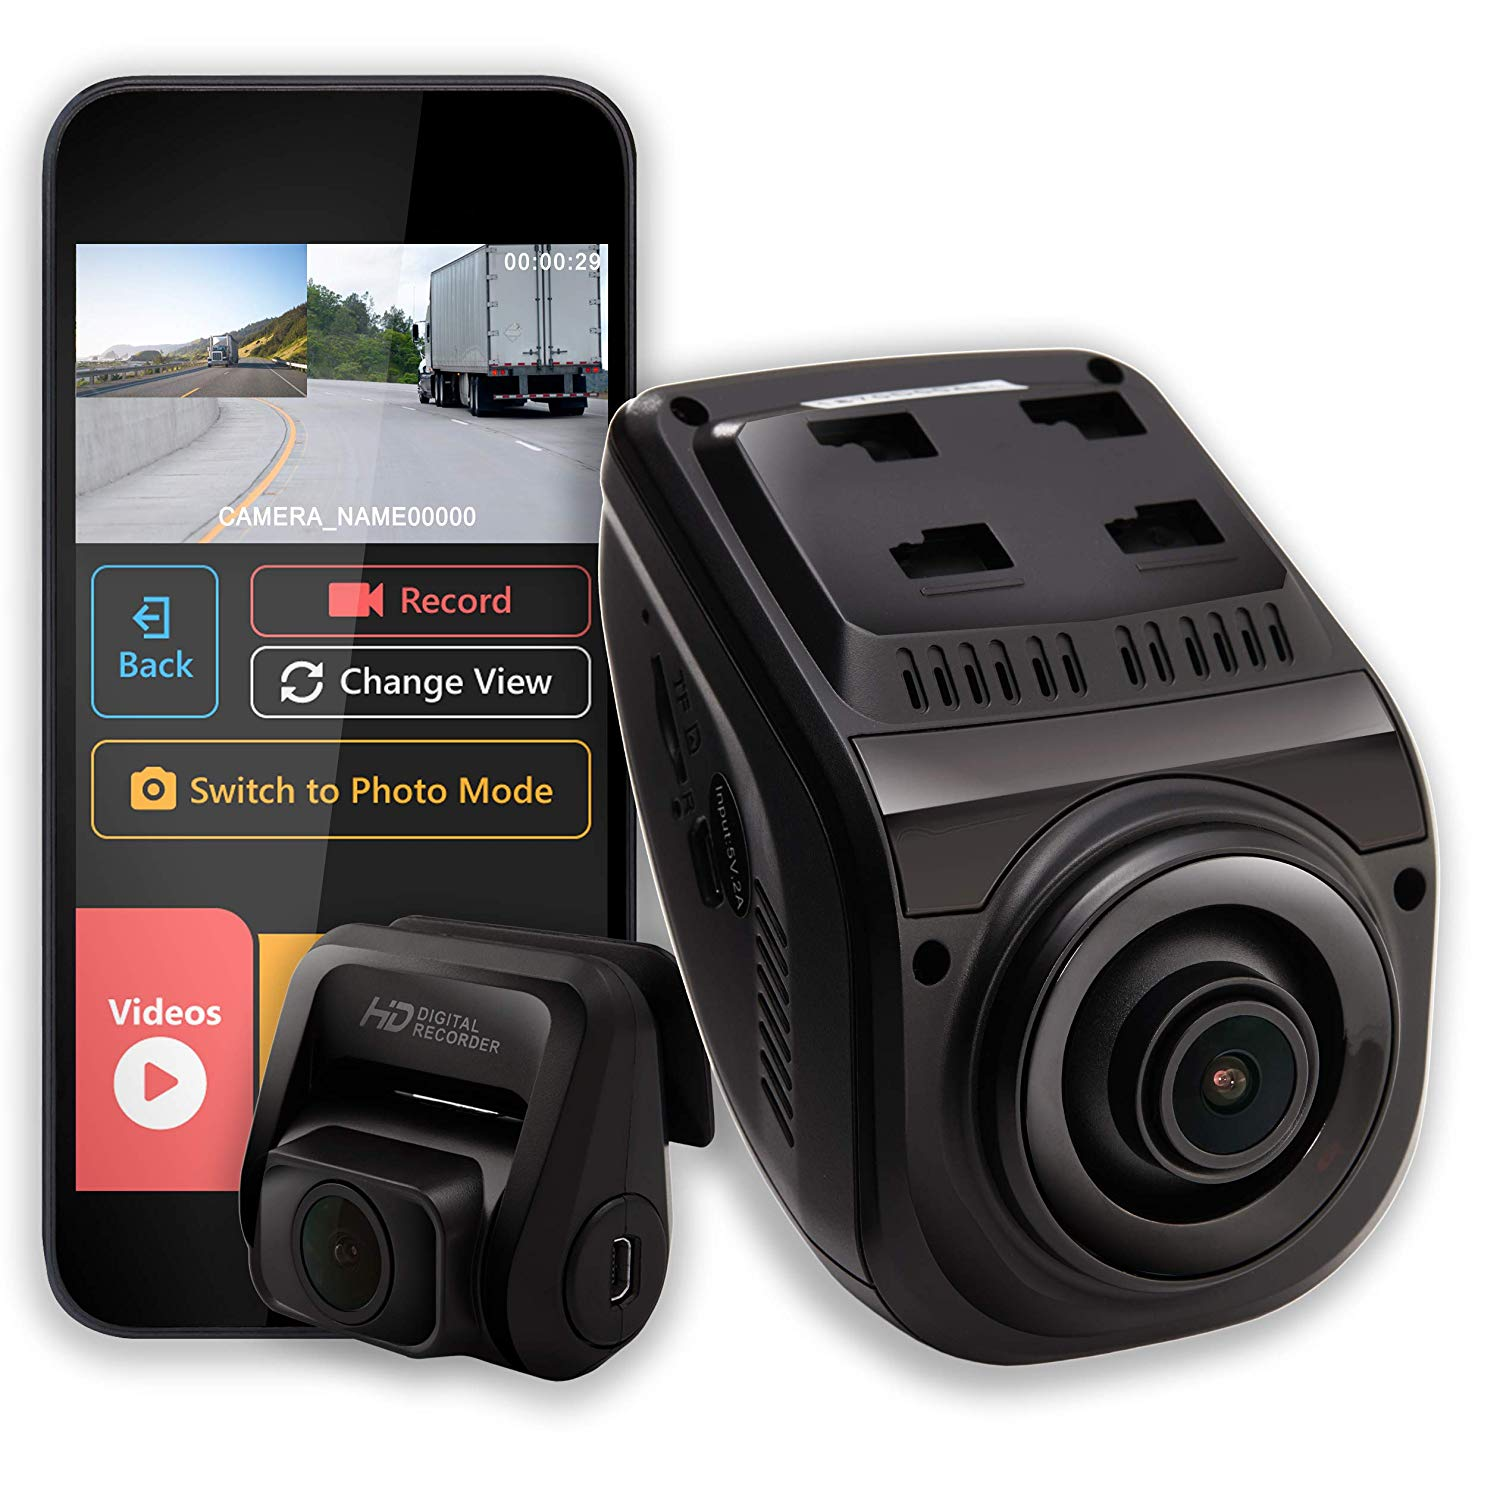 00:00:29
CAMERA_NAME00000
Back
Record
Change View
Switch to Photo Mode
Videos
HD DIGITAL
RECORDER
TF
R
Input:5V.2A